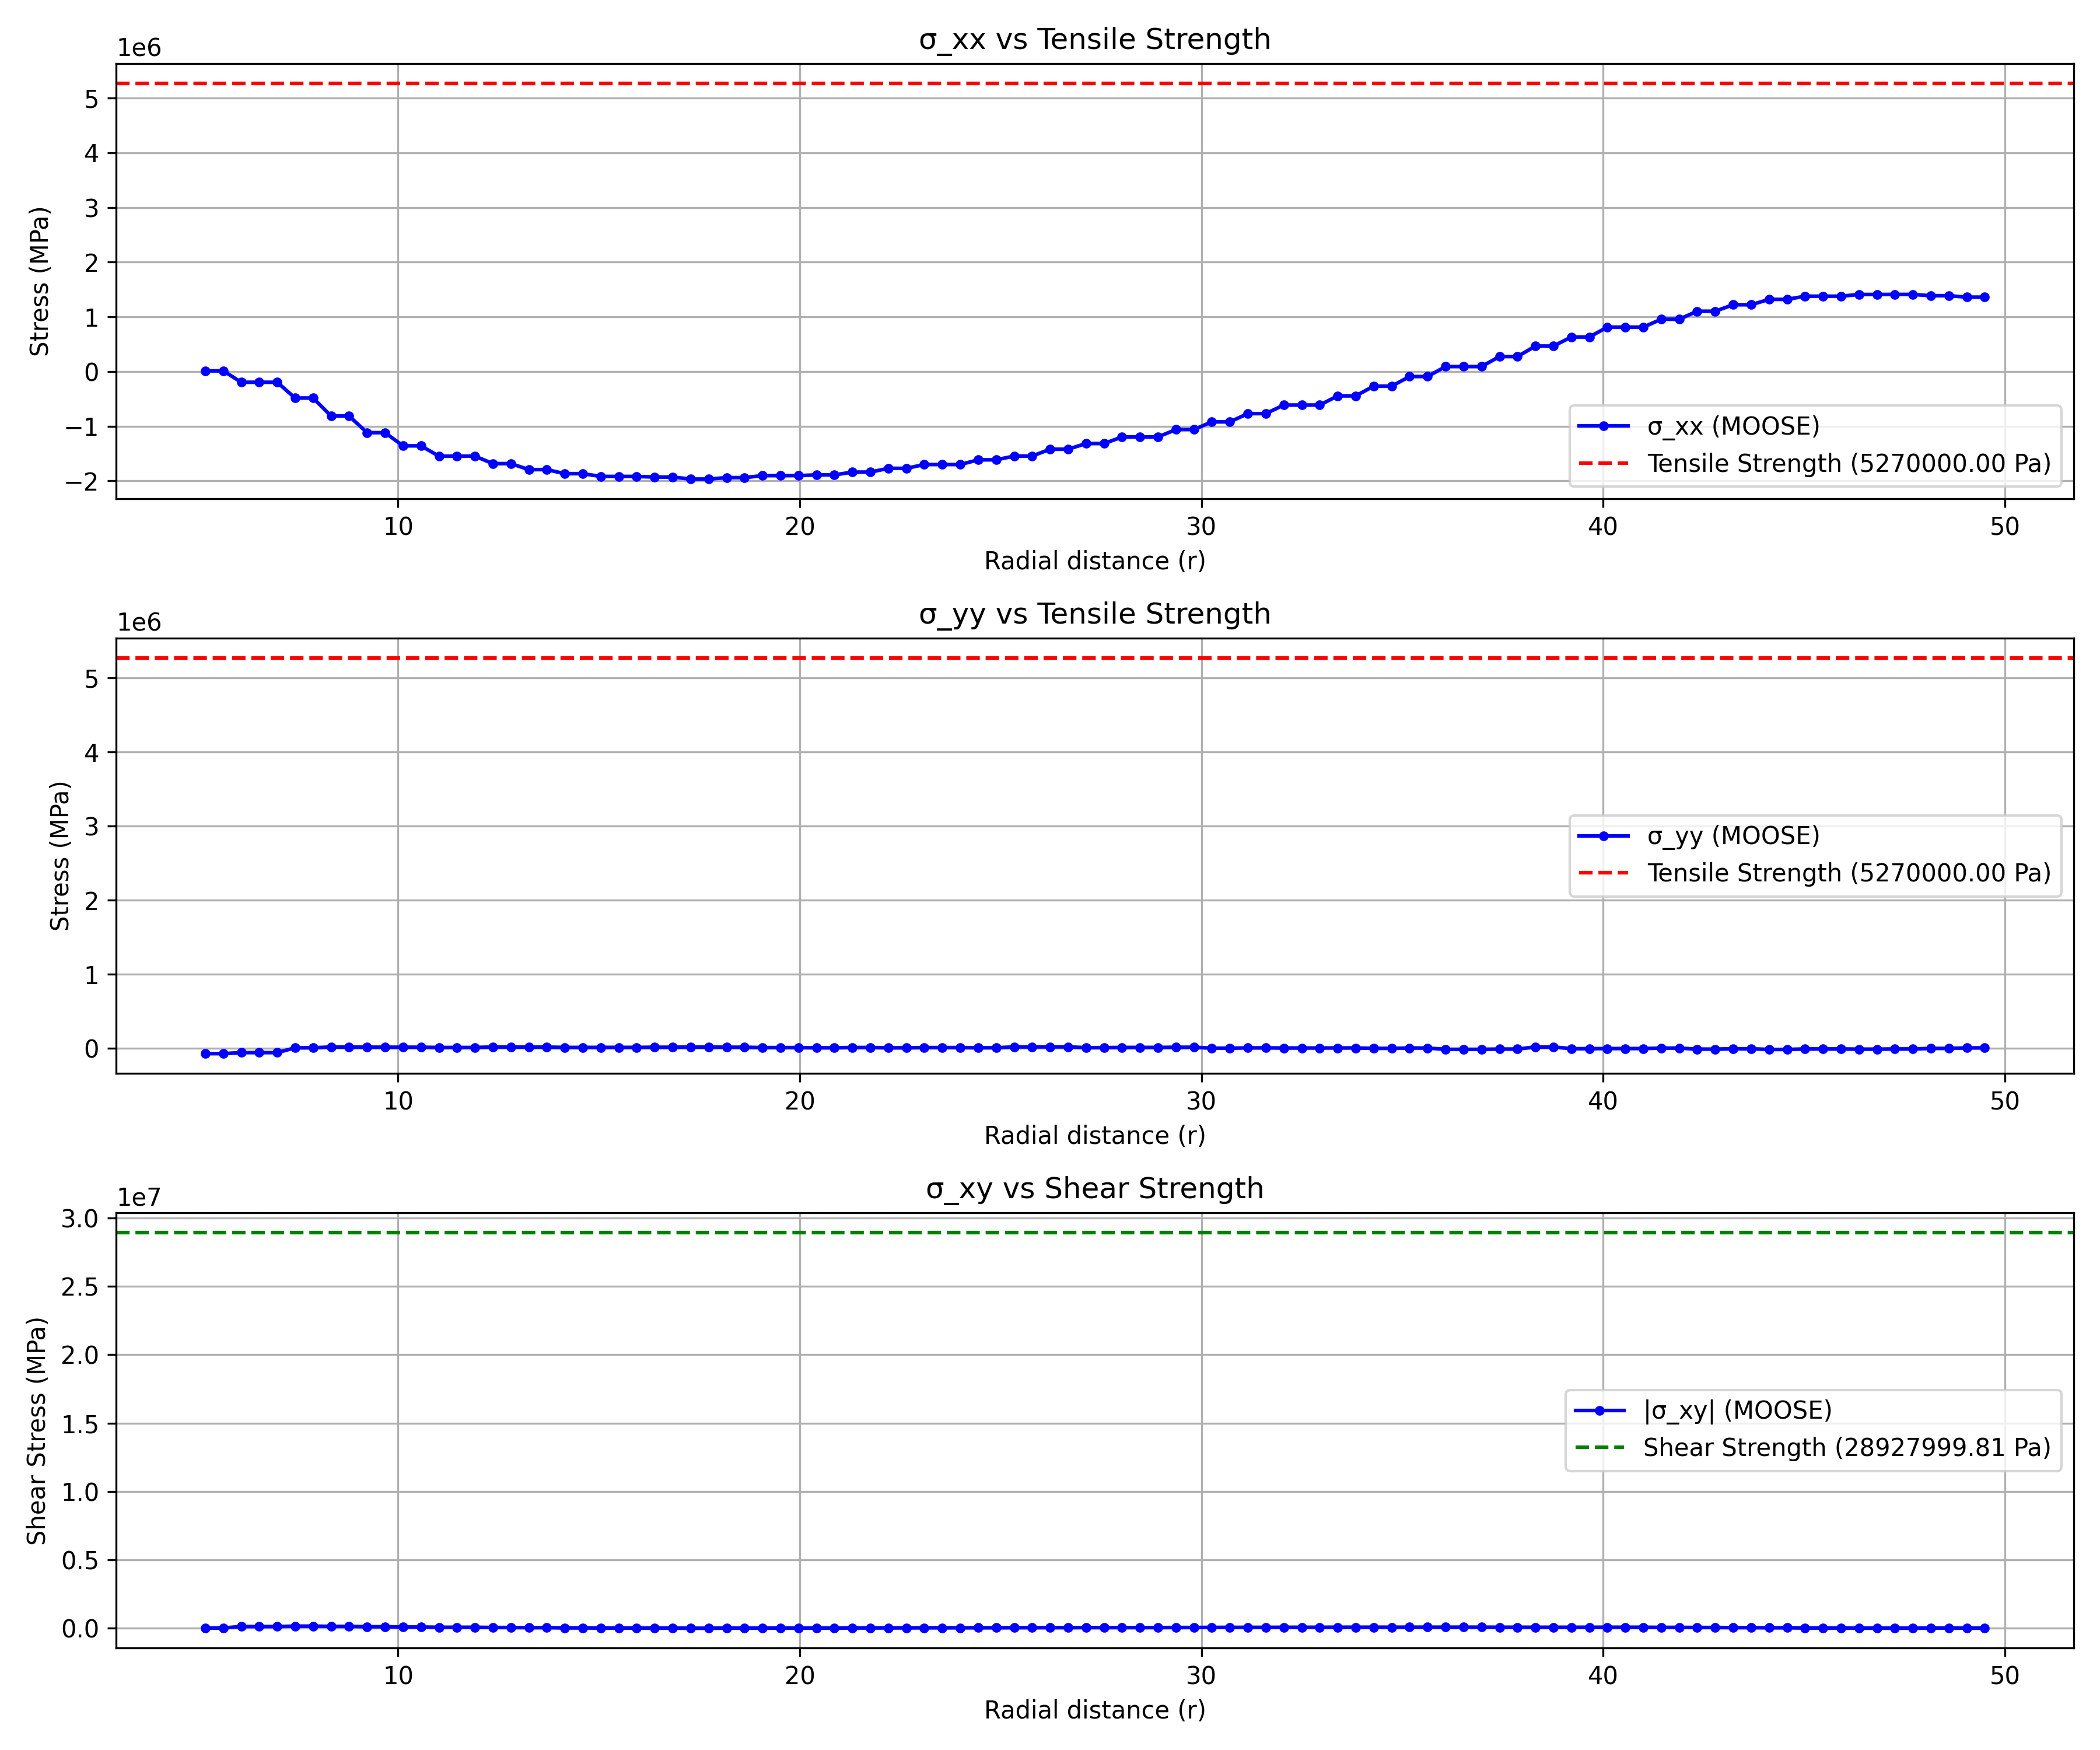 σ_xx vs Tensile Strength
1e6
5
4
3
2
1
0
−1
−2
Stress (MPa)
σ_xx (MOOSE)
Tensile Strength (5270000.00 Pa)
10 20 30 40 50
Radial distance (r)
σ_yy vs Tensile Strength
1e6
5
4
3
2
1
0
Stress (MPa)
σ_yy (MOOSE)
Tensile Strength (5270000.00 Pa)
10 20 30 40 50
Radial distance (r)
σ_xy vs Shear Strength
1e7
3.0
2.5
2.0
1.5
1.0
0.5
0.0
Shear Stress (MPa)
|σ_xy| (MOOSE)
Shear Strength (28927999.81 Pa)
10 20 30 40 50
Radial distance (r)